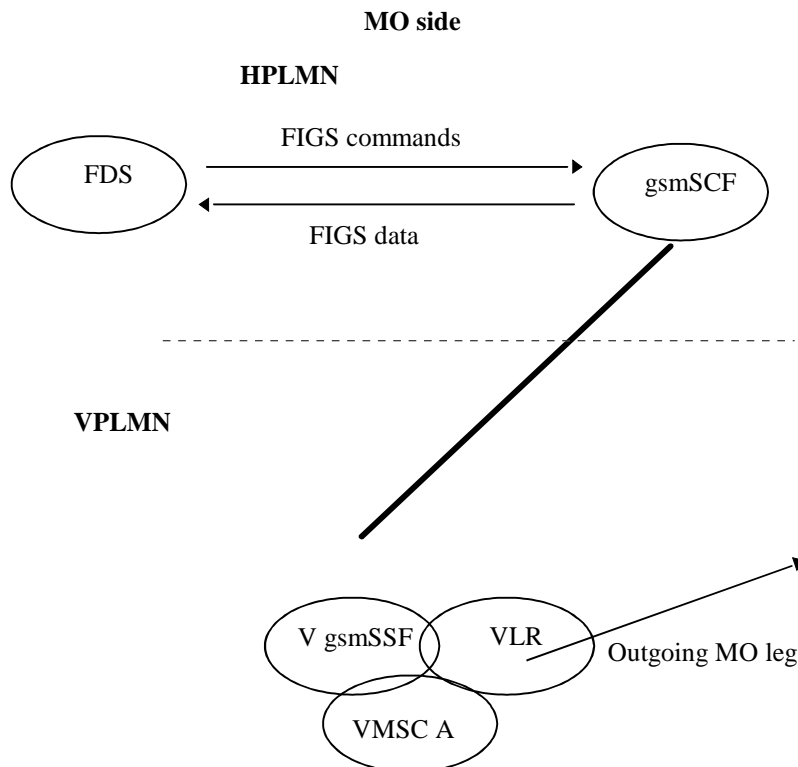 MO side
HPLMN
FIGS commands
FDS
gsmSCF
FIGS data
VPLMN
V gsmSSF
VLR
Outgoing MO leg
VMSC A